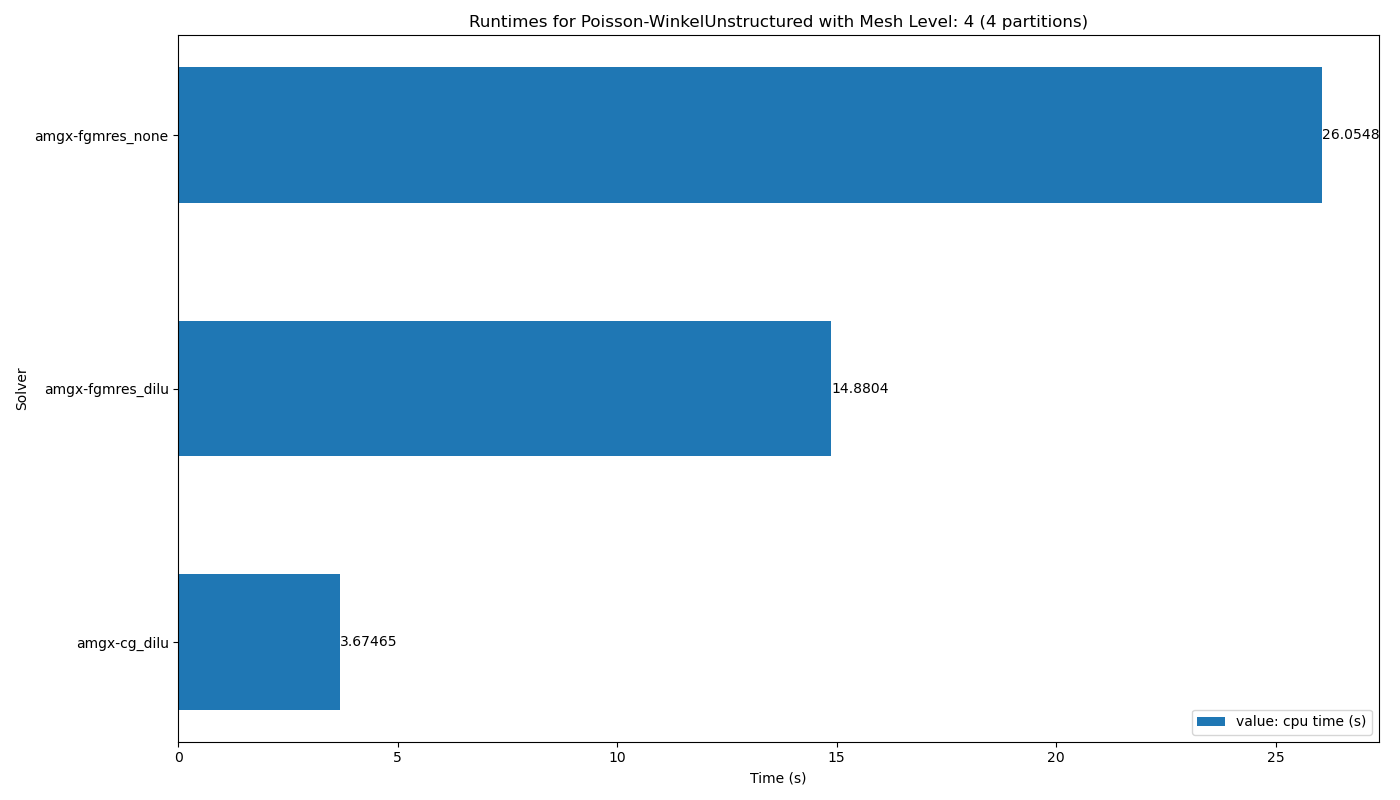 Runtimes for Poisson-WinkelUnstructured with Mesh Level: 4 (4 partitions)
amgx-fgmres_none
26.0548
amgx-fgmres_dilu
14.8804
Solver
amgx-cg_dilu
3.67465
value: cpu time (s)
0 5 10 15 20 25
Time (s)